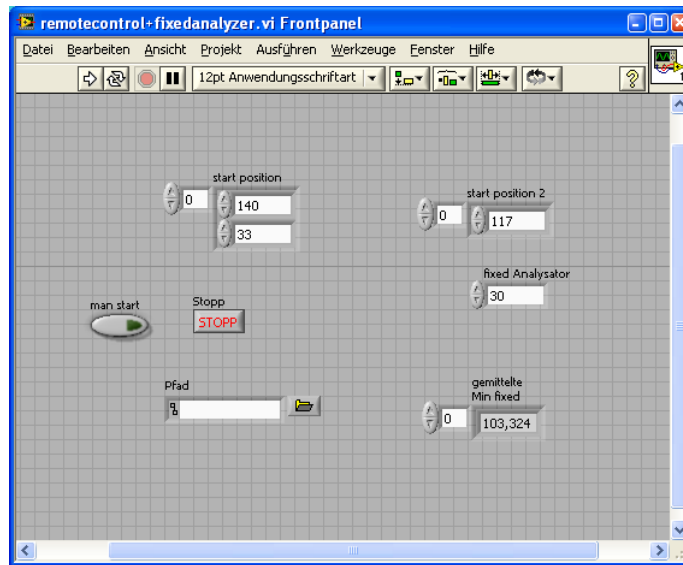 remotecontrol+fixedanalyzer.vi Frontpanel
Datei Bearbeiten Ansicht Projekt Ausführen Werkzeuge Fenster Hilfe
12pt Anwendungsschriftart
start position
0 140
33
start position 2
0 117
fixed Analysator
30
man start
Stopp
STOPP
Pfad
gemittelte
Min fixed
0 103,324